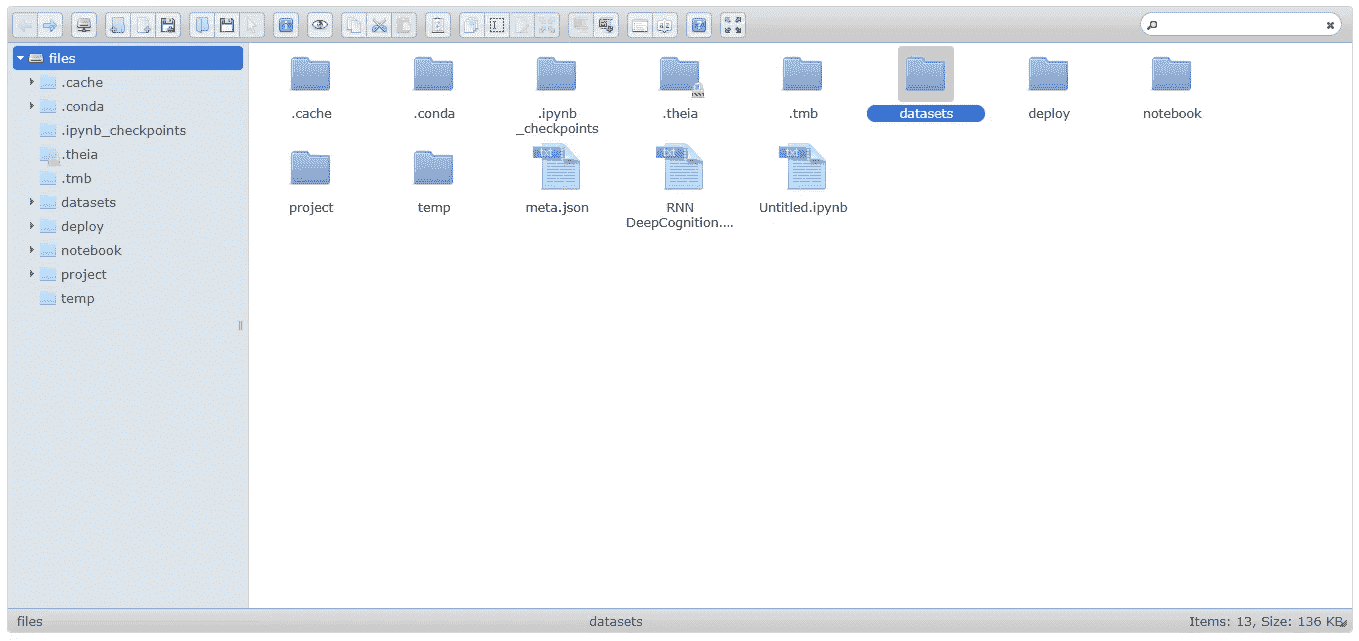 files
.cache
.conda
.ipynb_checkpoints
.theia
.tmb
datasets
deploy
notebook
project
temp
.cache
.conda
.ipynb
_checkpoints
.theia
.tmb
datasets
deploy
notebook
project
temp
TXT
meta.json
TXT
RNN
DeepCognition....
TXT
Untitled.ipynb
files
datasets
Items: 13, Size: 136 KB